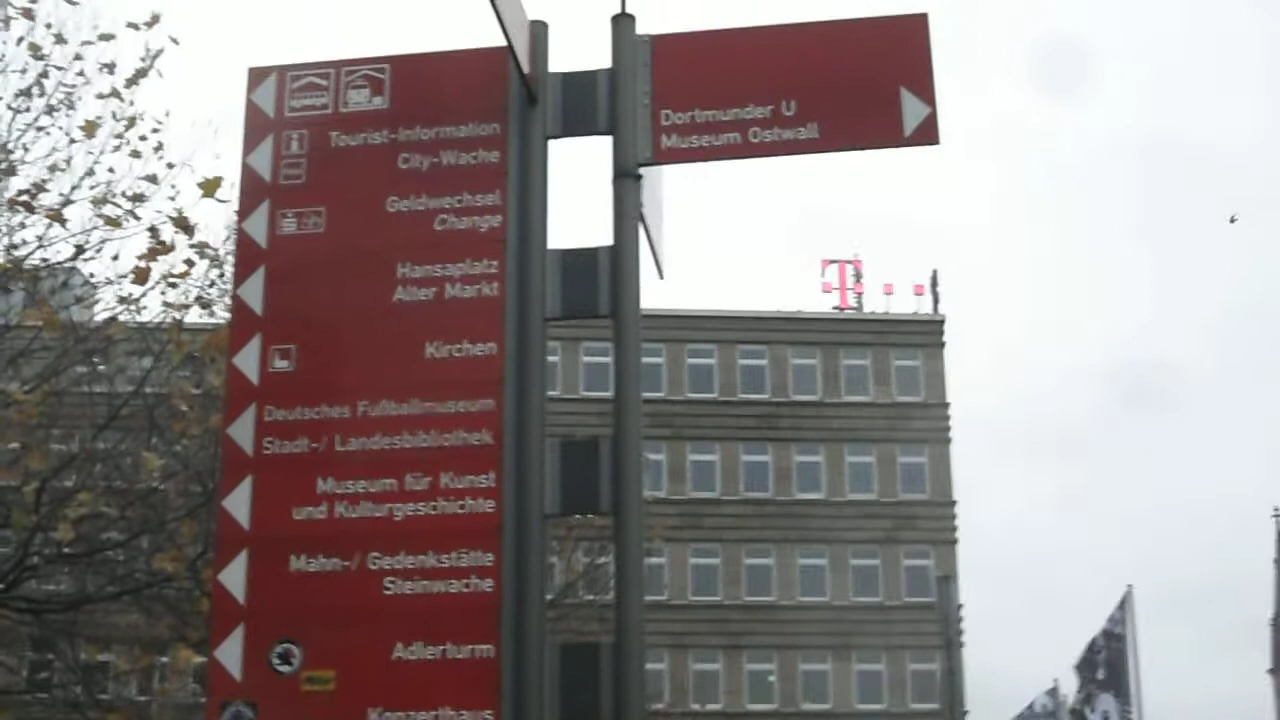 Tourist-Information
City-Wache
Geldwechsel
Change
Hansaplatz
Alter Markt
Kirchen
Deutsches Fußballmuseum
Stadt-/ Landesbibliothek
Museum für Kunst
und Kulturgeschichte
Mahn-/ Gedenkstätte
Steinwache
Adlerturm
Konzerthaus
Dortmunder U
Museum Ostwall
T